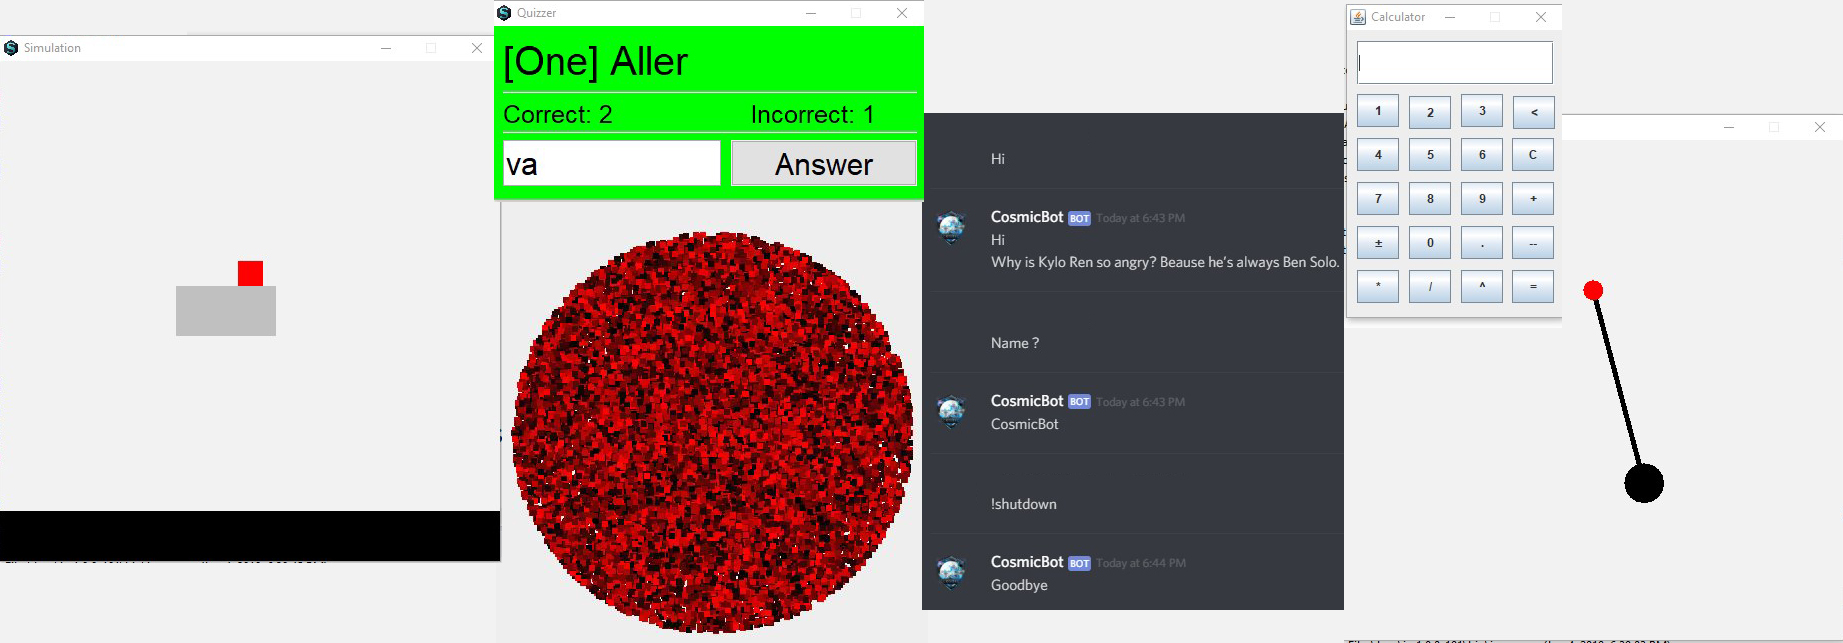 Simulation
Quizzer
[One] Aller
Correct: 2 Incorrect: 1
va Answer
Hi
CosmicBot BOT Today at 6:43 PM
Hi
Why is Kylo Ren so angry? Beause he's always Ben Solo.
Name ?
CosmicBot BOT Today at 6:43 PM
CosmicBot
!shutdown
CosmicBot BOT Today at 6:44 PM
Goodbye
Calculator
1 2 3 <
4 5 6 C
7 8 9 +
± 0 . --
* / ^ =